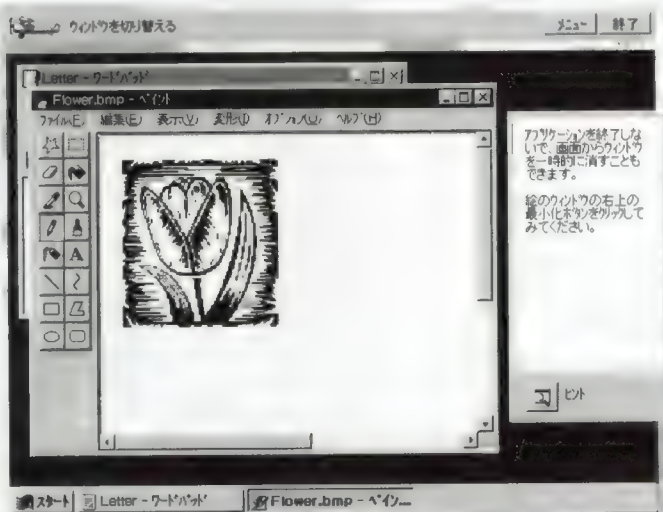 ウィンドウを切り替える
メニュー 終了
Letter - ワードパッド
Flower.bmp - ペイント
ファイル(F) 編集(E) 表示(V) 変形(I) オプション(O) ヘルプ(H)
アプリケーションを終了しな
いで、画面からウィンドウ
を一時的に消すことも
できます。
絵のウィンドウの右上の
最小化ボタンをクリックして
みてください。
ヒント
スタート Letter - ワードパッド Flower.bmp - ペイン...